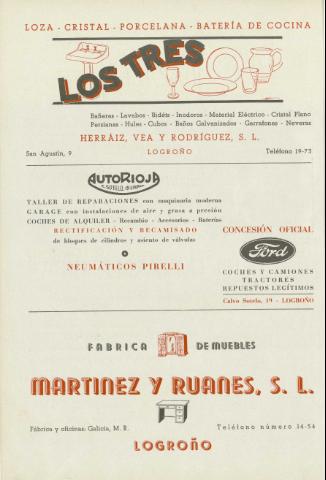 LOZA - CRISTAL - PORCELANA - BATERÍA DE COCINA
LOS TRES
Bañeras - Lavabos - Bidéts - Inodoros - Material Eléctrico - Cristal Plano
Persianas - Hules - Cubos - Baños Galvanizados - Garrafones - Neveras
HERRÁIZ, VEA Y RODRÍGUEZ, S. L.
San Agustín, 9 LOGROÑO Teléfono 19-73
AUTORIOJA
TALLER DE REPARACIONES con maquinaria moderna
GARAGE con instalaciones de aire y grasa a presión
COCHES DE ALQUILER - Recambio - Accesorios - Baterías
RECTIFICACIÓN Y RECAMISADO
de bloques de cilindros y asiento de válvulas
NEUMÁTICOS PIRELLI
CONCESIÓN OFICIAL
Ford
COCHES Y CAMIONES
TRACTORES
REPUESTOS LEGÍTIMOS
Calvo Sotelo, 19 - LOGROÑO
FABRICA DE MUEBLES
MARTINEZ Y RUANES, S. L.
Fábrica y oficinas: Galicia, M. R. Teléfono número 14-54
LOGROÑO